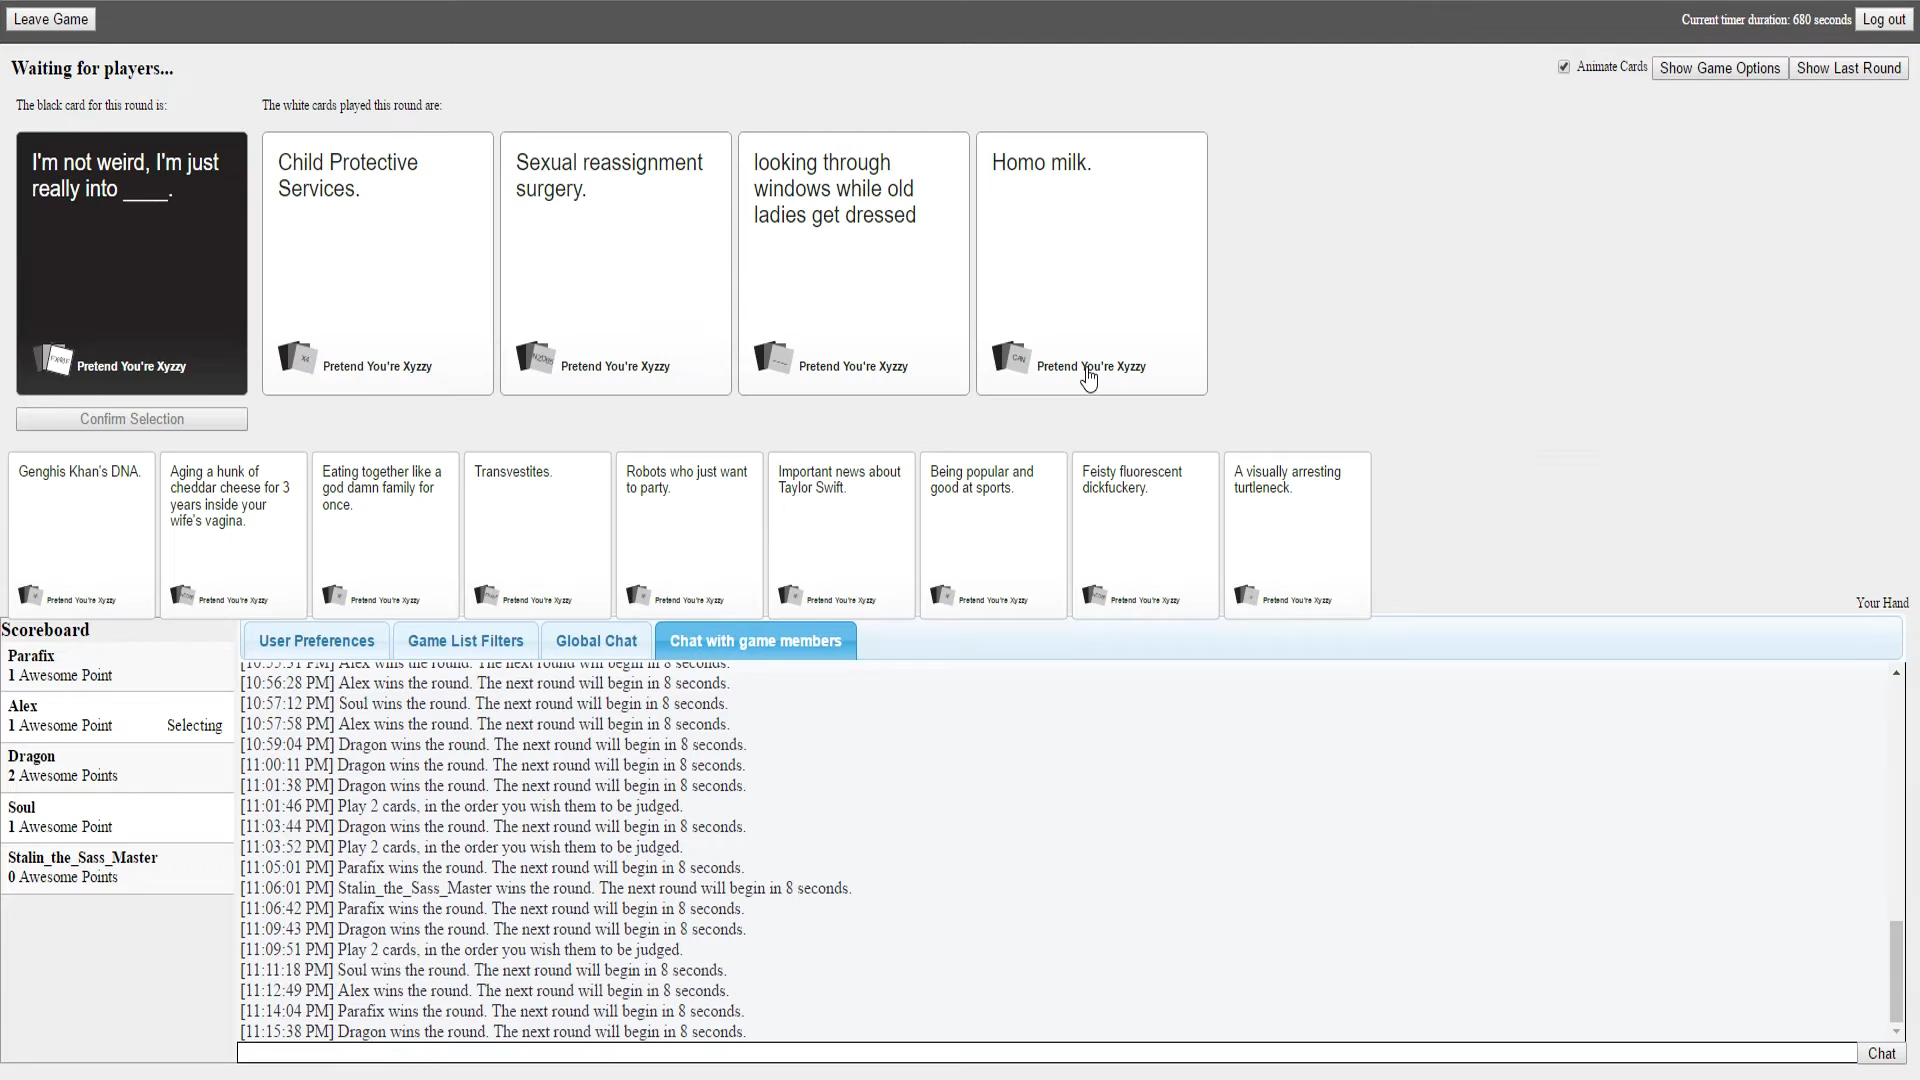 Leave Game
Current timer duration: 680 seconds
Log out
Waiting for players...
Animate Cards
Show Game Options
Show Last Round
The black card for this round is:
The white cards played this round are:
I'm not weird, I'm just
really into ____.
Pretend You're Xyzzy
Child Protective
Services.
X4
Pretend You're Xyzzy
Sexual reassignment
surgery.
Pretend You're Xyzzy
looking through
windows while old
ladies get dressed
Pretend You're Xyzzy
Homo milk.
CAN
Pretend You're Xyzzy
Confirm Selection
Genghis Khan's DNA.
Pretend You're Xyzzy
Aging a hunk of
cheddar cheese for 3
years inside your
wife's vagina.
Pretend You're Xyzzy
Eating together like a
god damn family for
once.
Pretend You're Xyzzy
Transvestites.
Pretend You're Xyzzy
Robots who just want
to party.
Pretend You're Xyzzy
Important news about
Taylor Swift.
Pretend You're Xyzzy
Being popular and
good at sports.
Pretend You're Xyzzy
Feisty fluorescent
dickfuckery.
Pretend You're Xyzzy
A visually arresting
turtleneck.
Pretend You're Xyzzy
Your Hand
Scoreboard
Parafix
1 Awesome Point
Alex
1 Awesome Point Selecting
Dragon
2 Awesome Points
Soul
1 Awesome Point
Stalin_the_Sass_Master
0 Awesome Points
User Preferences
Game List Filters
Global Chat
Chat with game members
[10:55:31 PM] Alex wins the round. The next round will begin in 8 seconds.
[10:56:28 PM] Alex wins the round. The next round will begin in 8 seconds.
[10:57:12 PM] Soul wins the round. The next round will begin in 8 seconds.
[10:57:58 PM] Alex wins the round. The next round will begin in 8 seconds.
[10:59:04 PM] Dragon wins the round. The next round will begin in 8 seconds.
[11:00:11 PM] Dragon wins the round. The next round will begin in 8 seconds.
[11:01:38 PM] Dragon wins the round. The next round will begin in 8 seconds.
[11:01:46 PM] Play 2 cards, in the order you wish them to be judged.
[11:03:44 PM] Dragon wins the round. The next round will begin in 8 seconds.
[11:03:52 PM] Play 2 cards, in the order you wish them to be judged.
[11:05:01 PM] Parafix wins the round. The next round will begin in 8 seconds.
[11:06:01 PM] Stalin_the_Sass_Master wins the round. The next round will begin in 8 seconds.
[11:06:42 PM] Parafix wins the round. The next round will begin in 8 seconds.
[11:09:43 PM] Dragon wins the round. The next round will begin in 8 seconds.
[11:09:51 PM] Play 2 cards, in the order you wish them to be judged.
[11:11:18 PM] Soul wins the round. The next round will begin in 8 seconds.
[11:12:49 PM] Alex wins the round. The next round will begin in 8 seconds.
[11:14:04 PM] Parafix wins the round. The next round will begin in 8 seconds.
[11:15:38 PM] Dragon wins the round. The next round will begin in 8 seconds.
Chat